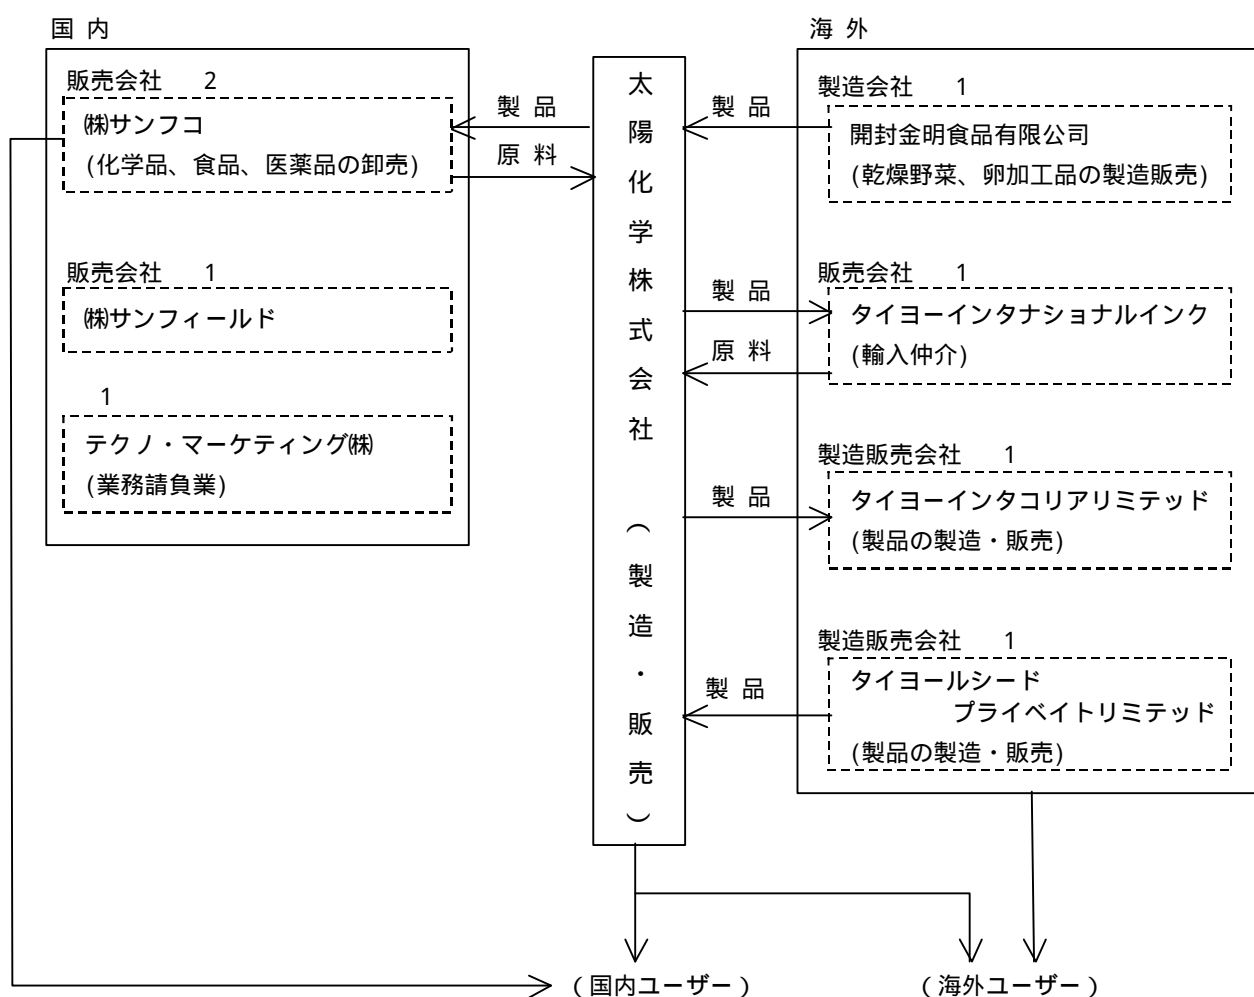 国 内
販売会社 2
㈱サンフコ
(化学品、食品、医薬品の卸売)
販売会社 1
㈱サンフィールド
1
テクノ・マーケティング㈱
(業務請負業)
製 品
原 料
太陽化学株式会社 (製造・販売)
製 品
製 品
原 料
製 品
製 品
海 外
製造会社 1
開封金明食品有限公司
(乾燥野菜、卵加工品の製造販売)
販売会社 1
タイヨーインタナショナルインク
(輸入仲介)
製造販売会社 1
タイヨーインタコリアリミテッド
(製品の製造・販売)
製造販売会社 1
タイヨールシード
プライベイトリミテッド
(製品の製造・販売)
(国内ユーザー)
(海外ユーザー)